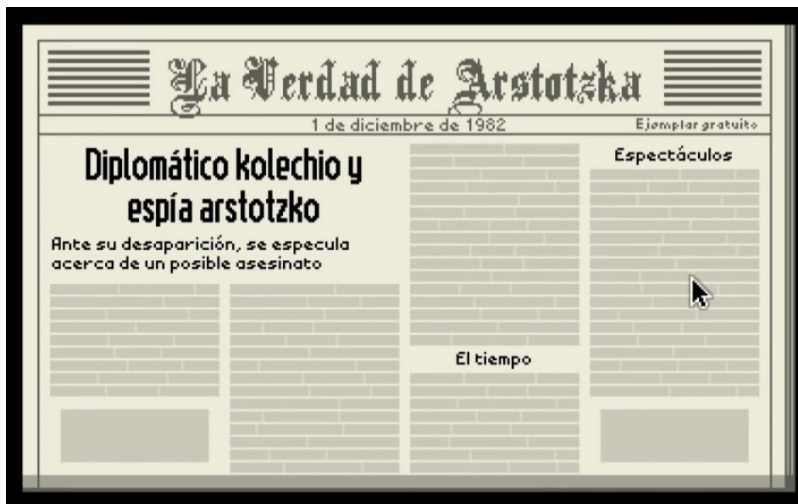 La Verdad de Arstotzka
1 de diciembre de 1982
Ejemplar gratuito
Diplomático kolechio y
espía arstotzko
Ante su desaparición, se especula
acerca de un posible asesinato
El tiempo
Espectáculos